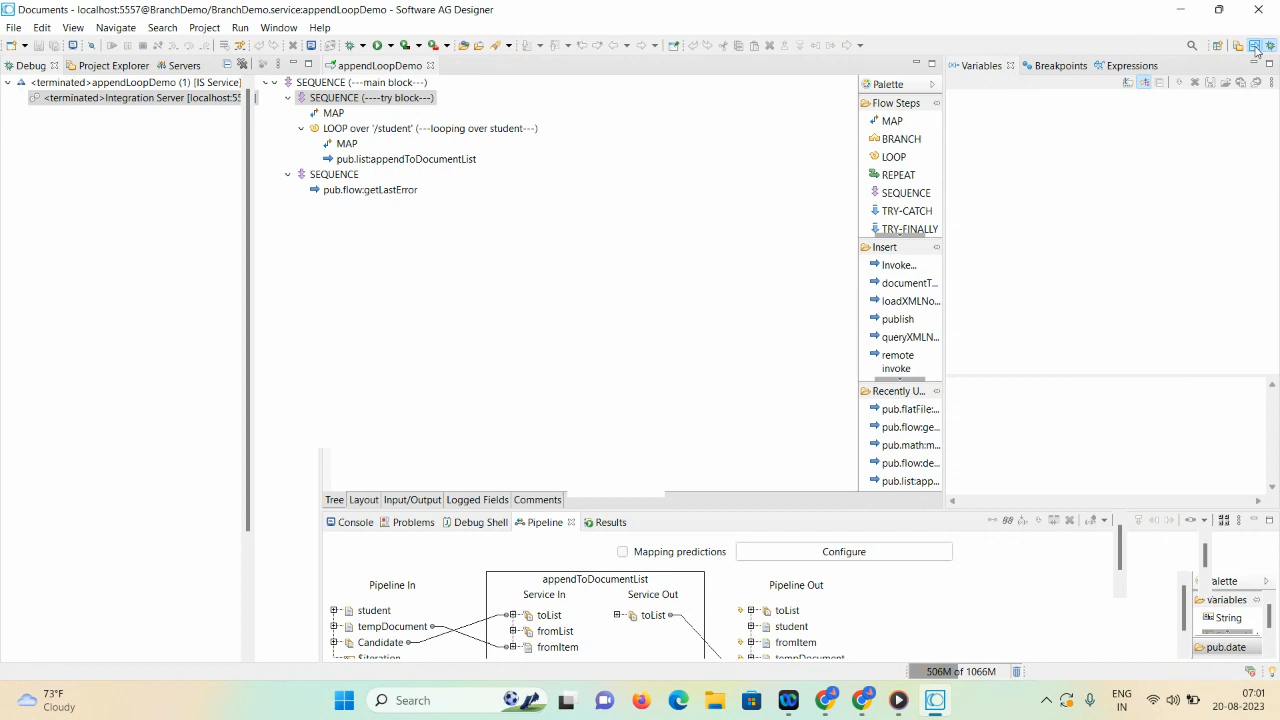 Documents - localhost:5557@BranchDemo/BranchDemo.service:appendLoopDemo - Software AG Designer
File Edit View Navigate Search Project Run Window Help
Debug Project Explorer Servers
<terminated>appendLoopDemo (1) [IS Service]
<terminated>Integration Server [localhost:55
appendLoopDemo
SEQUENCE (---main block---)
SEQUENCE (----try block---)
MAP
LOOP over '/student' (---looping over student---)
MAP
pub.list:appendToDocumentList
SEQUENCE
pub.flow:getLastError
Palette
Flow Steps
MAP
BRANCH
LOOP
REPEAT
SEQUENCE
TRY-CATCH
TRY-FINALLY
Insert
Invoke...
documentT...
loadXMLNo...
publish
queryXMLN...
remote
invoke
Recently U...
pub.flatFile:...
pub.flow:ge...
pub.math:m...
pub.flow:de...
pub.list:app...
Variables Breakpoints Expressions
Tree Layout Input/Output Logged Fields Comments
Console Problems Debug Shell Pipeline Results
Mapping predictions Configure
Pipeline In
student
tempDocument
Candidate
$iteration
appendToDocumentList
Service In Service Out
toList toList
fromList
fromItem
Pipeline Out
toList
student
fromItem
tempDocument
alette
variables
String
pub.date
506M of 1066M
73°F
Cloudy
Search
ENG
IN
07:01
20-08-2023